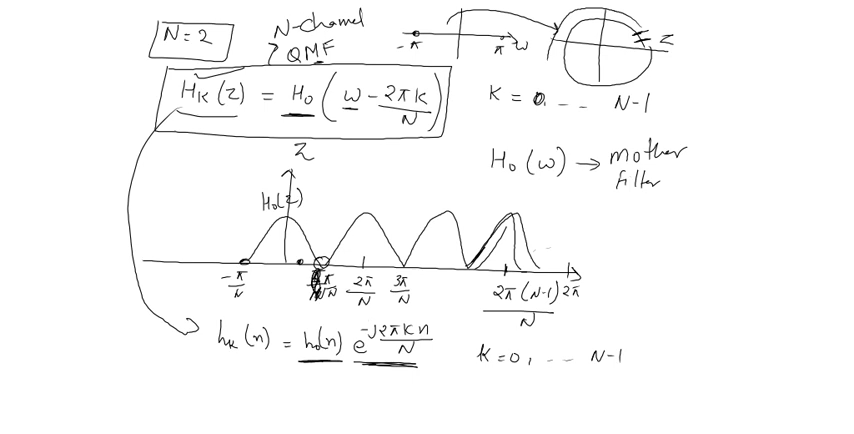 N=2
N-channel
QMF
-π π ω
Z
H_K(Z) = H_0(ω - 2πK/N)
K = 0, ... N-1
Z
H_0(ω) → mother
filter
H_0(Z)
-π/N π/N 2π/N 3π/N 2π(N-1)/N 2π
h_K(n) = h_0(n) e^{-J2πKn/N}
K=0, ... N-1